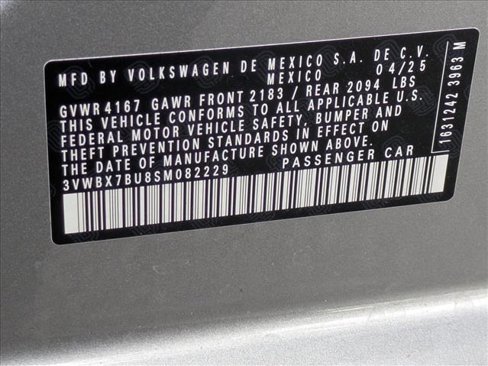 MFD BY VOLKSWAGEN DE MEXICO S.A. DE C.V.
MEXICO 04/25
GVWR 4167 GAWR FRONT 2183 / REAR 2094 LBS
THIS VEHICLE CONFORMS TO ALL APPLICABLE U.S.
FEDERAL MOTOR VEHICLE SAFETY, BUMPER AND
THEFT PREVENTION STANDARDS IN EFFECT ON
THE DATE OF MANUFACTURE SHOWN ABOVE.
3VWBX7BU8SM082229 PASSENGER CAR
1631242 3963 M